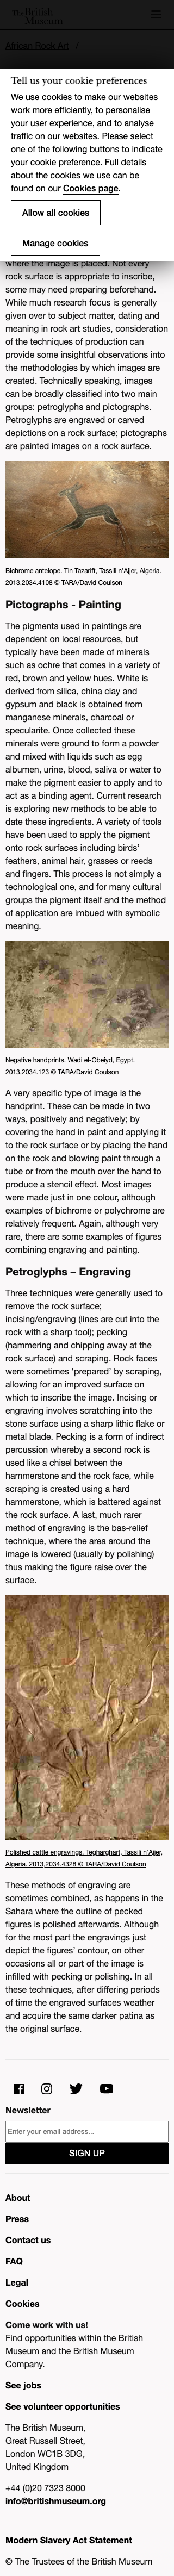 The British
Museum
African Rock Art /
Tell us your cookie preferences
We use cookies to make our websites
work more efficiently, to personalise
your user experience, and to analyse
traffic on our websites. Please select
one of the following buttons to indicate
your cookie preference. Full details
about the cookies we use can be
found on our Cookies page.
Allow all cookies
Manage cookies
where the image is placed. Not every
rock surface is appropriate to inscribe,
some may need preparing beforehand.
While much research focus is generally
given over to subject matter, dating and
meaning in rock art studies, consideration
of the techniques of production can
provide some insightful observations into
the methodologies by which images are
created. Technically speaking, images
can be broadly classified into two main
groups: petroglyphs and pictographs.
Petroglyphs are engraved or carved
depictions on a rock surface; pictographs
are painted images on a rock surface.
Bichrome antelope. Tin Tazarift, Tassili n'Ajjer, Algeria.
2013,2034.4108 © TARA/David Coulson
Pictographs - Painting
The pigments used in paintings are
dependent on local resources, but
typically have been made of minerals
such as ochre that comes in a variety of
red, brown and yellow hues. White is
derived from silica, china clay and
gypsum and black is obtained from
manganese minerals, charcoal or
specularite. Once collected these
minerals were ground to form a powder
and mixed with liquids such as egg
albumen, urine, blood, saliva or water to
make the pigment easier to apply and to
act as a binding agent. Current research
is exploring new methods to be able to
date these ingredients. A variety of tools
have been used to apply the pigment
onto rock surfaces including birds'
feathers, animal hair, grasses or reeds
and fingers. This process is not simply a
technological one, and for many cultural
groups the pigment itself and the method
of application are imbued with symbolic
meaning.
Negative handprints. Wadi el-Obeiyd, Egypt.
2013,2034.123 © TARA/David Coulson
A very specific type of image is the
handprint. These can be made in two
ways, positively and negatively; by
covering the hand in paint and applying it
to the rock surface or by placing the hand
on the rock and blowing paint through a
tube or from the mouth over the hand to
produce a stencil effect. Most images
were made just in one colour, although
examples of bichrome or polychrome are
relatively frequent. Again, although very
rare, there are some examples of figures
combining engraving and painting.
Petroglyphs – Engraving
Three techniques were generally used to
remove the rock surface;
incising/engraving (lines are cut into the
rock with a sharp tool); pecking
(hammering and chipping away at the
rock surface) and scraping. Rock faces
were sometimes 'prepared' by scraping,
allowing for an improved surface on
which to inscribe the image. Incising or
engraving involves scratching into the
stone surface using a sharp lithic flake or
metal blade. Pecking is a form of indirect
percussion whereby a second rock is
used like a chisel between the
hammerstone and the rock face, while
scraping is created using a hard
hammerstone, which is battered against
the rock surface. A last, much rarer
method of engraving is the bas-relief
technique, where the area around the
image is lowered (usually by polishing)
thus making the figure raise over the
surface.
Polished cattle engravings. Tegharghart, Tassili n'Ajjer,
Algeria. 2013,2034.4328 © TARA/David Coulson
These methods of engraving are
sometimes combined, as happens in the
Sahara where the outline of pecked
figures is polished afterwards. Although
for the most part the engravings just
depict the figures' contour, on other
occasions all or part of the image is
infilled with pecking or polishing. In all
these techniques, after differing periods
of time the engraved surfaces weather
and acquire the same darker patina as
the original surface.
Newsletter
Enter your email address...
SIGN UP
About
Press
Contact us
FAQ
Legal
Cookies
Come work with us!
Find opportunities within the British
Museum and the British Museum
Company.
See jobs
See volunteer opportunities
The British Museum,
Great Russell Street,
London WC1B 3DG,
United Kingdom
+44 (0)20 7323 8000
info@britishmuseum.org
Modern Slavery Act Statement
© The Trustees of the British Museum